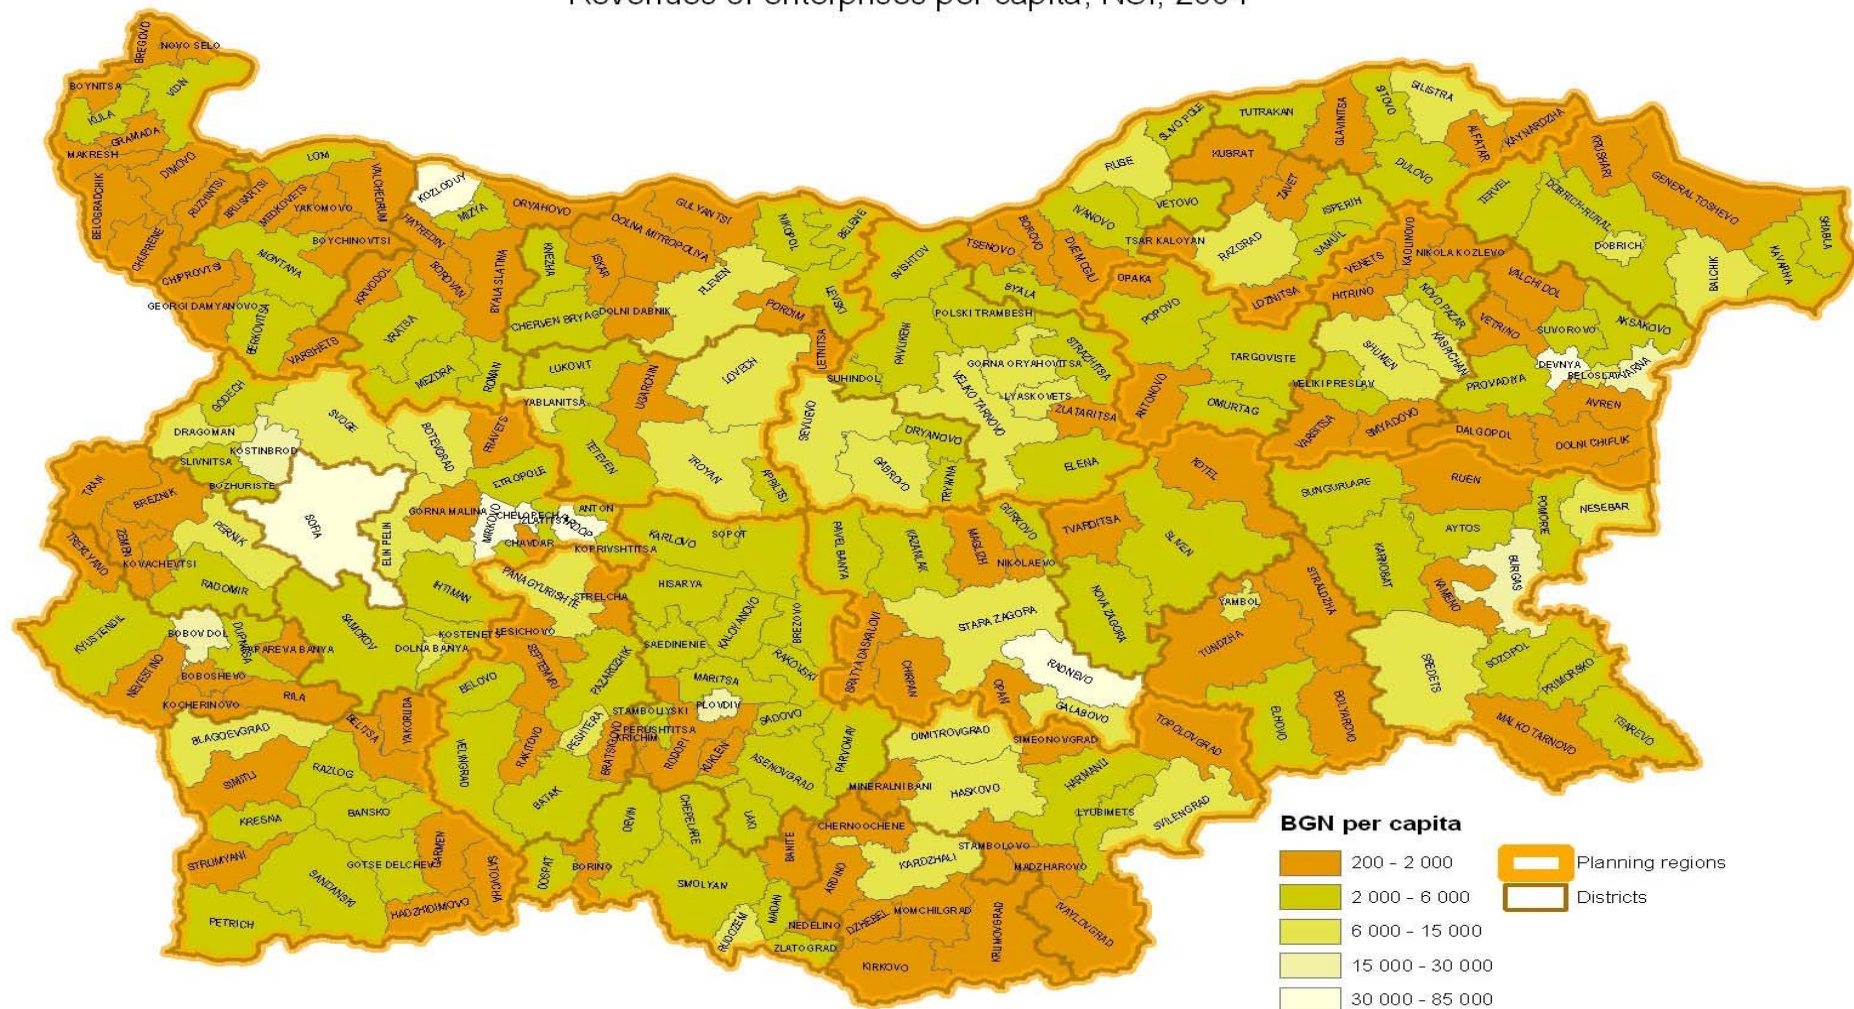 Revenues of enterprises per capita, NSI, 2004
BREGOVO
NOVO SELO
BOYNITSA
VIDIN
KULA
GRAMADA
MAKRESH
DIMOVO
BELOGRADCHIK
RUZHINTSI
CHUPRENE
LOM
BRUSARTSI
MEDKOVETS
YAKOMOVO
VALCHEDRUM
KOZLODUY
MIZYA
ORYAHOVO
HAYREDIN
BOYCHINOVTSI
MONTANA
CHIPROVTSI
GEORGI DAMYANOVO
BERKOVITSA
VARSHETS
KRIVODOL
BOROVAN
BYALA SLATINA
VRATSA
MEZDRA
ROMAN
KNEZHA
ISKAR
DOLNA MITROPOLIYA
GULYANTSI
NIKOPOL
BELENE
PLEVEN
CHERVEN BRYAG
DOLNI DABNIK
PORDIM
LEVSKI
LETNITSA
LUKOVIT
YABLANITSA
UGARCHIN
LOVECH
TETEVEN
TROYAN
APRILTSI
SVISHTOV
TSENOVO
BOROVO
DVE MOGILI
BYALA
POLSKI TRAMBESH
PAVLIKENI
SUHINDOL
GORNA ORYAHOVITSA
STRAZHITSA
VELIKO TARNOVO
LYASKOVETS
ZLATARITSA
ELENA
SEVLIEVO
DRYANOVO
GABROVO
TRYAVNA
RUSE
SLIVO POLE
IVANOVO
VETOVO
TUTRAKAN
GLAVINITSA
SITOVO
SILISTRA
ALFATAR
KAYNARDZHA
DULOVO
KUBRAT
ZAVET
ISPERIH
SAMUIL
RAZGRAD
TSAR KALOYAN
LOZNITSA
KRUSHARI
GENERAL TOSHEVO
TERVEL
DOBRICH-RURAL
DOBRICH
SHABLA
KAVARNA
BALCHIK
OPAKA
POPOVO
TARGOVISTE
ANTONOVO
OMURTAG
VENETS
KAOLINOVO
NIKOLA KOZLEVO
HITRINO
NOVO PAZAR
KASPICHAN
SHUMEN
VELIKI PRESLAV
VARBITSA
SMYADOVO
VALCHI DOL
VETRINO
SUVOROVO
AKSAKOVO
PROVADIYA
DEVNYA
BELOSLAV
VARNA
AVREN
DALGOPOL
DOLNI CHIFLIK
GODECH
SVOGE
DRAGOMAN
KOSTINBROD
SLIVNITSA
BOZHURISTE
BOTEVGRAD
PRAVETS
ETROPOLE
SOFIA
ELIN PELIN
GORNA MALINA
MIRKOVO
CHELOPECH
ZLATITSA
PIRDOP
ANTON
CHAVDAR
KOPRIVSHTITSA
IHTIMAN
SAMOKOV
KOSTENETS
DOLNA BANYA
TRAN
BREZNIK
PERNIK
ZEMEN
KOVACHEVTSI
RADOMIR
TREKLYANO
KYUSTENDIL
BOBOV DOL
DUPNITSA
SAPAREVA BANYA
NEVESTINO
BOBOSHEVO
KOCHERINOVO
RILA
BLAGOEVGRAD
SIMITLI
BELITSA
YAKORUDA
RAZLOG
BANSKO
KRESNA
STRUMYANI
GOTSE DELCHEV
GARMEN
SATOVCHA
SANDANSKI
PETRICH
HADZHIDIMOVO
PANAGYURISHTE
STRELCHA
LESICHOVO
SEPTEMVRI
PAZARDZHIK
BELOVO
VELINGRAD
RAKITOVO
PESHTERA
BRATSIGOVO
BATAK
KARLOVO
SOPOT
HISARYA
KALOYANOVO
BREZOVO
SAEDINENIE
RAKOVSKI
MARITSA
PLOVDIV
STAMBOLIYSKI
PERUSHTITSA
KRICHIM
RODOPI
KUKLEN
SADOVO
ASENOVGRAD
PARVOMAY
LAKI
DEVIN
CHEPELARE
DOSPAT
BORINO
SMOLYAN
BANITE
MADAN
RUDOZEM
NEDELINO
ZLATOGRAD
PAVEL BANYA
KAZANLAK
MAGLIZH
GURKOVO
NIKOLAEVO
STARA ZAGORA
BRATYA DASKALOVI
CHIRPAN
OPAN
RADNEVO
GALABOVO
KOTEL
TVARDITSA
SLIVEN
NOVA ZAGORA
YAMBOL
TUNDZHA
STRALDZHA
ELHOVO
BOLYAROVO
SUNGURLARE
RUEN
POMORIE
NESEBAR
AYTOS
KARNOBAT
BURGAS
KAMENO
SREDETS
SOZOPOL
PRIMORSKO
TSAREVO
MALKO TARNOVO
DIMITROVGRAD
SIMEONOVGRAD
TOPOLOVGRAD
MINERALNI BANI
HASKOVO
HARMANLI
LYUBIMETS
SVILENGRAD
STAMBOLOVO
MADZHAROVO
IVAYLOVGRAD
CHERNOOCHENE
KARDZHALI
ARDINO
DZHEBEL
MOMCHILGRAD
KRUMOVGRAD
KIRKOVO
BGN per capita
200 - 2 000
2 000 - 6 000
6 000 - 15 000
15 000 - 30 000
30 000 - 85 000
Planning regions
Districts